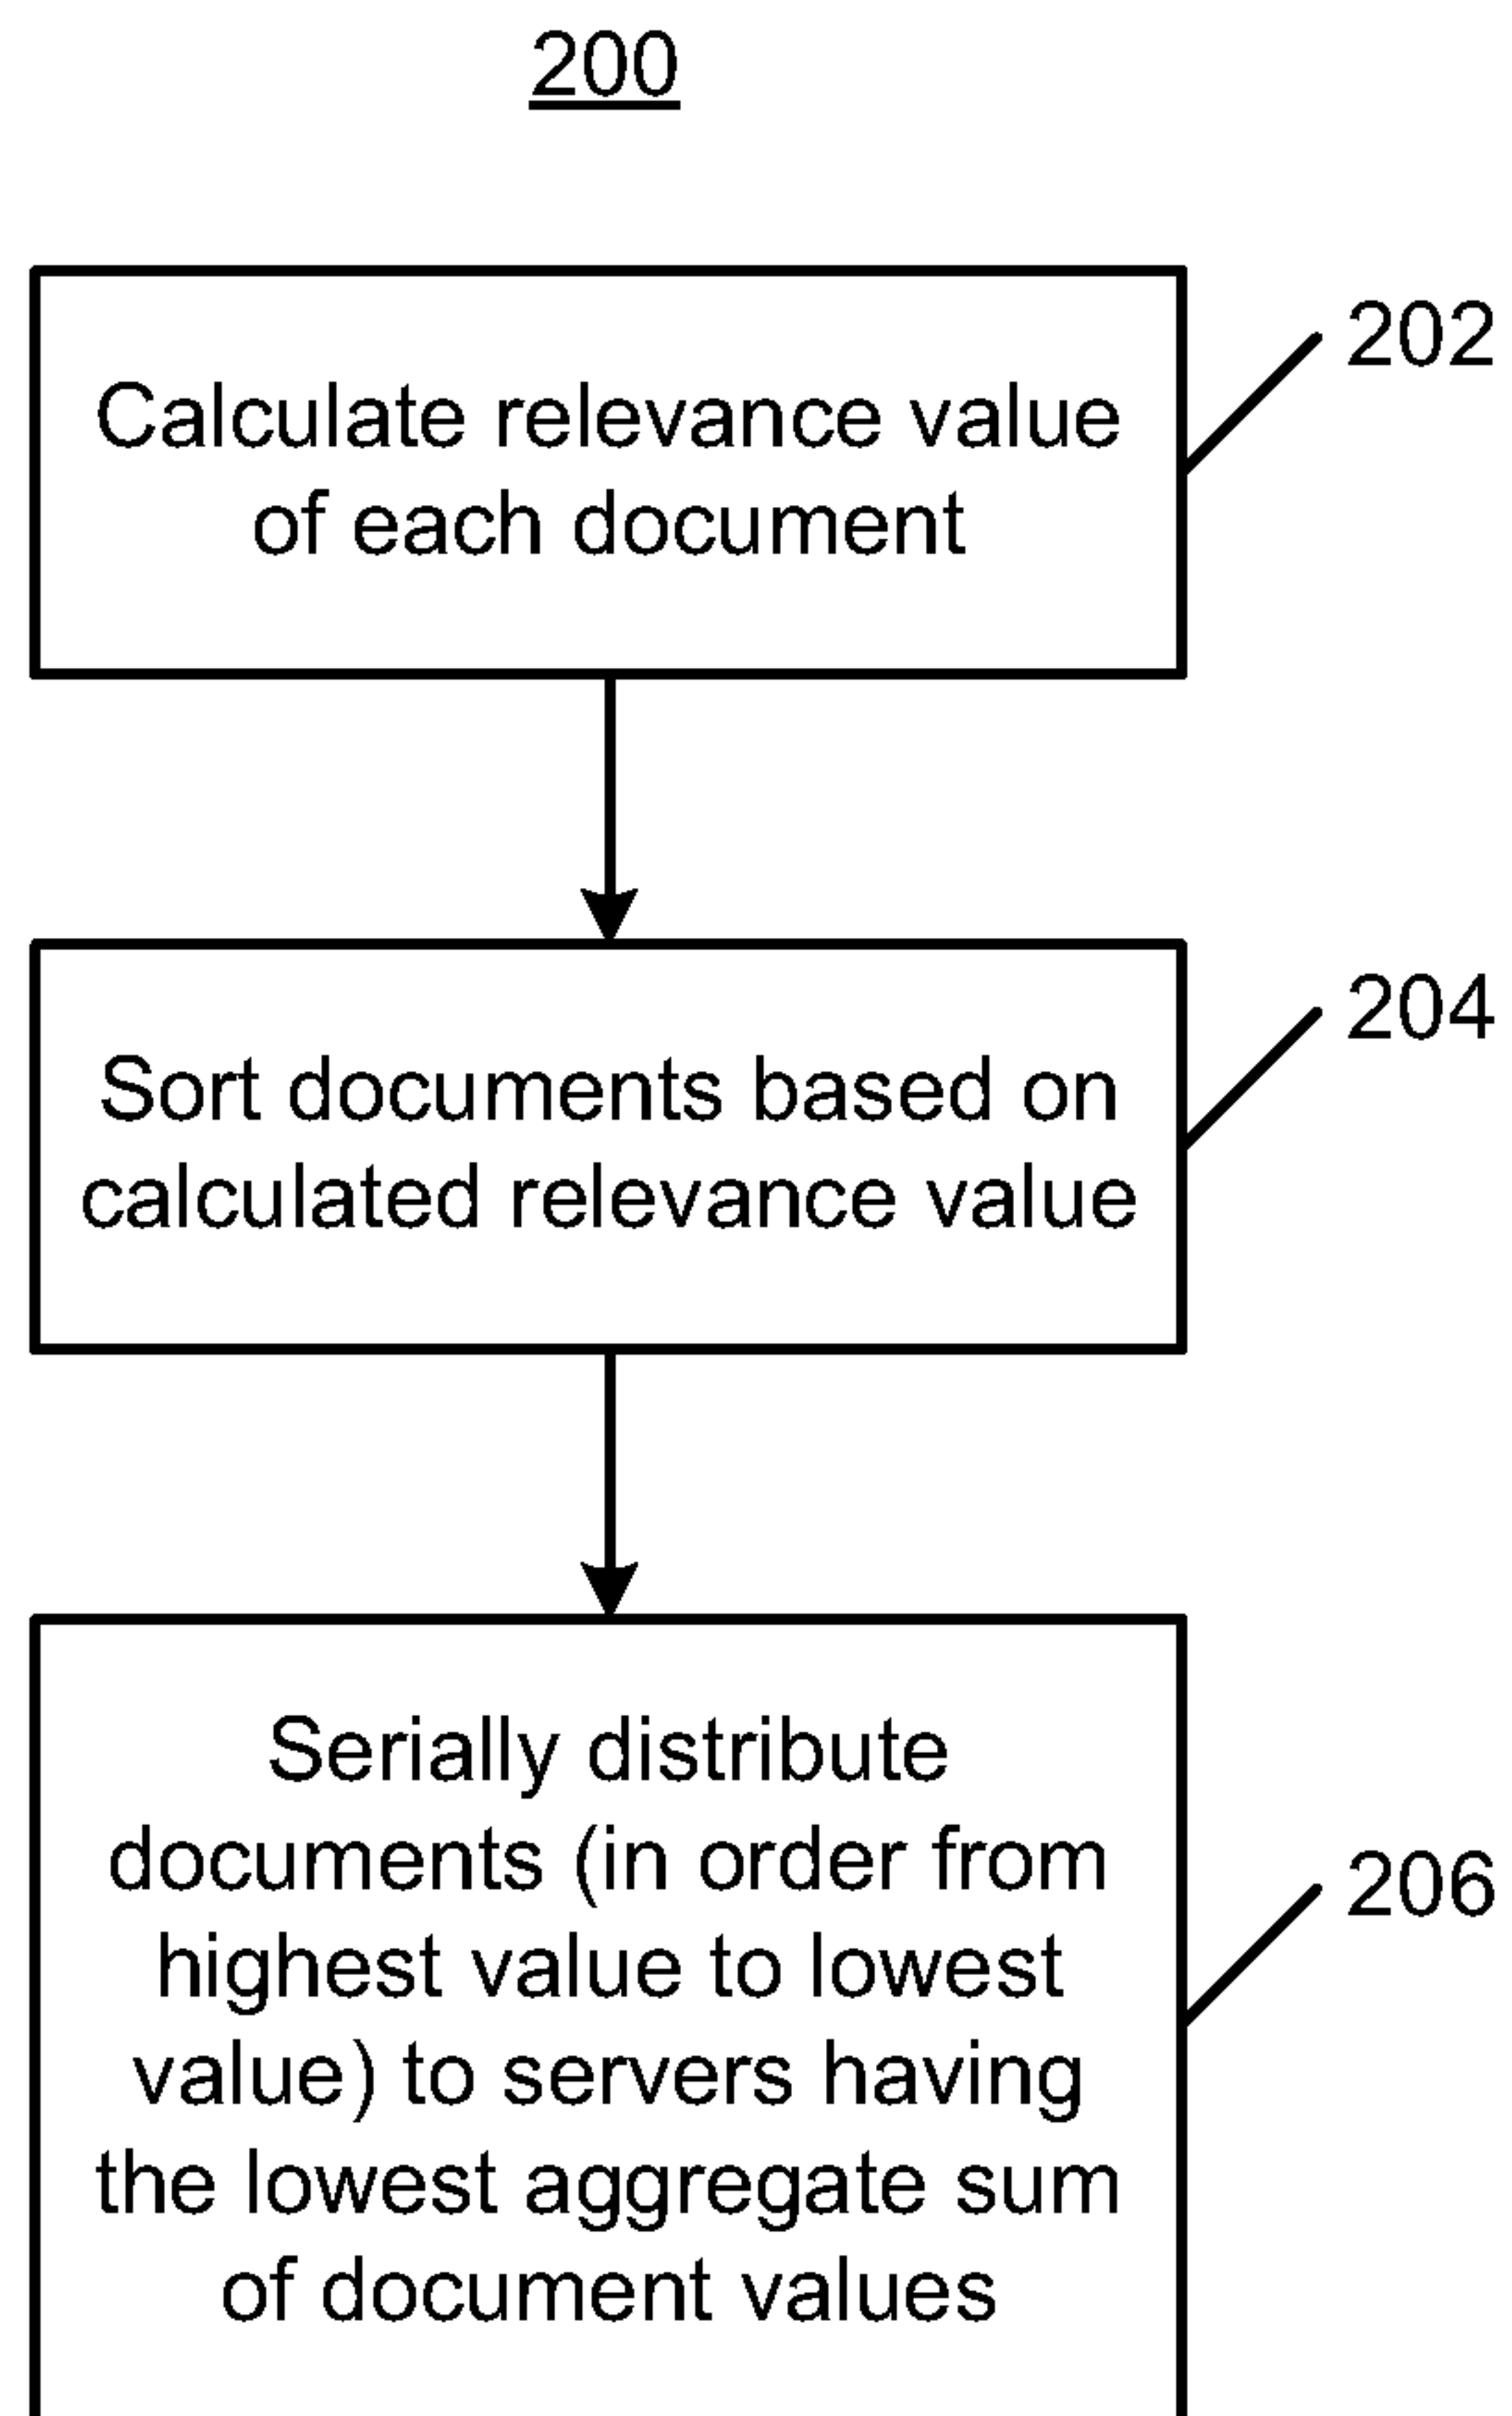 200
202
Calculate relevance value
of each document
204
Sort documents based on
calculated relevance value
Serially distribute
documents (in order from
206
highest value to lowest
value) to servers having
the lowest aggregate sum
of document values